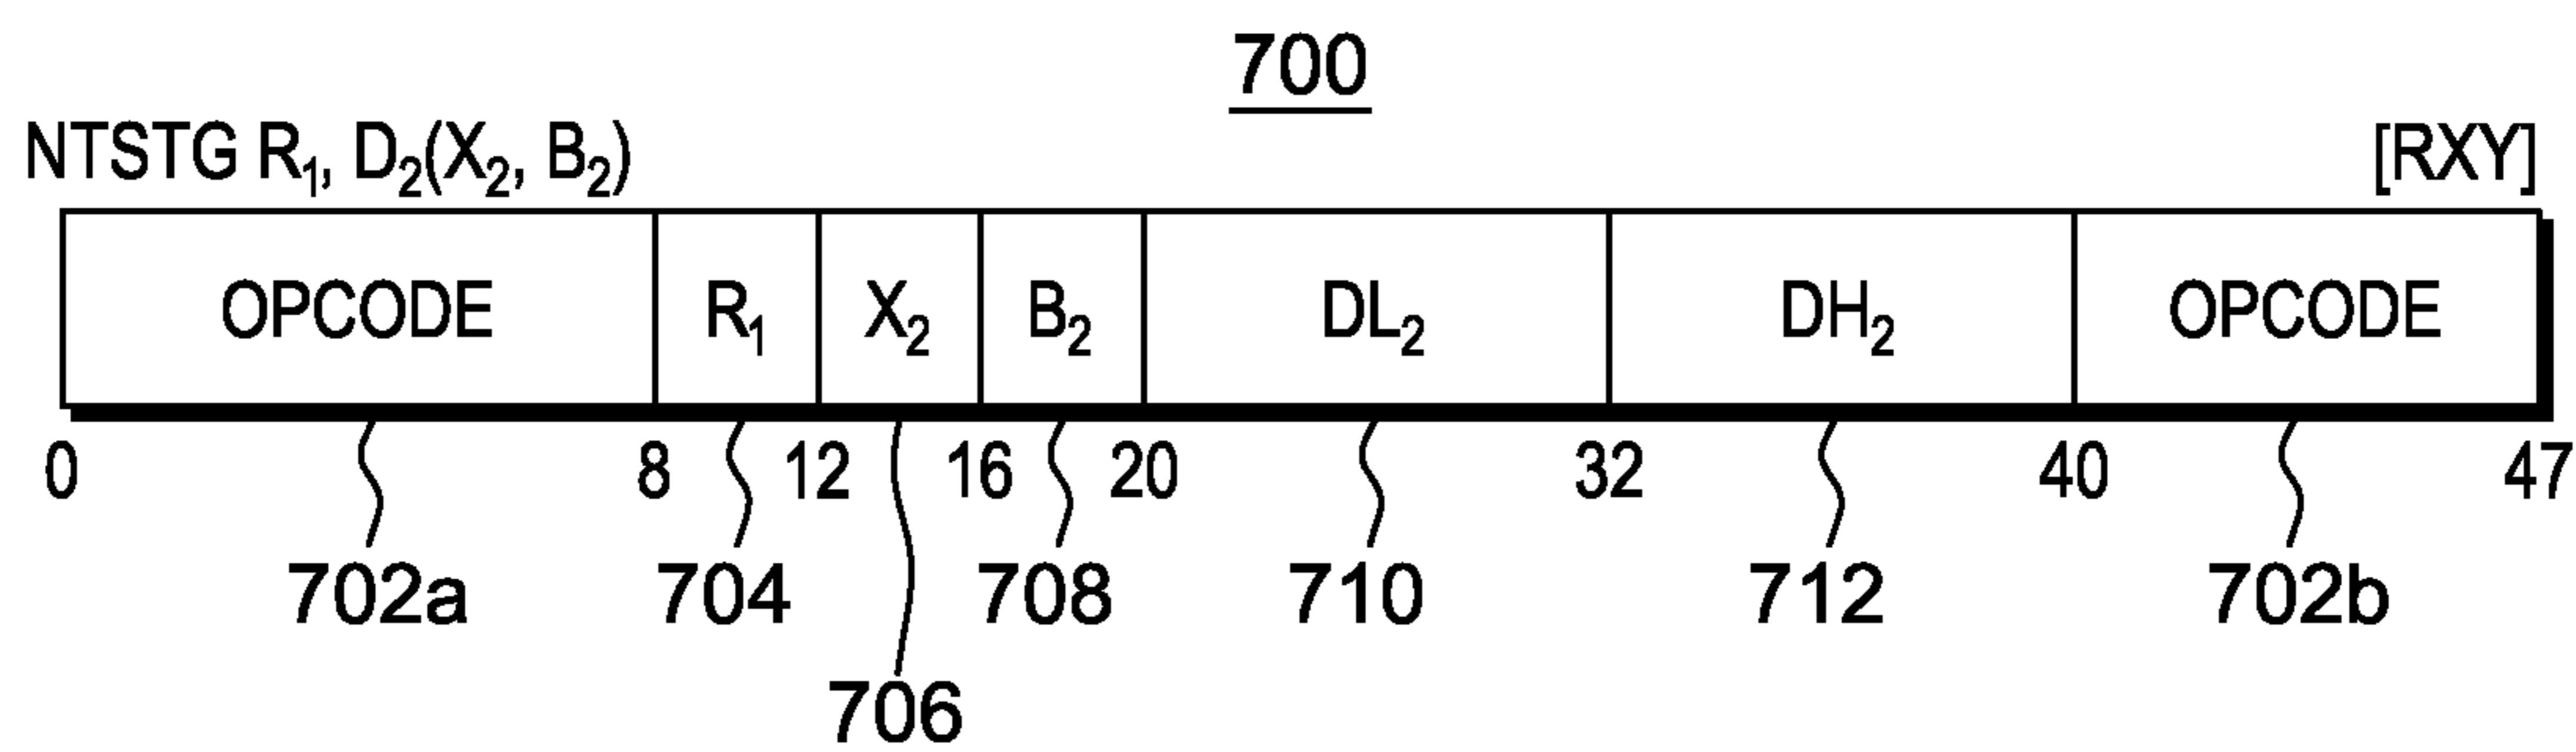 700
NTSTG R₁, D₂(X₂, B₂) [RXY]
OPCODE R₁ X₂ B₂ DL₂ DH₂ OPCODE
0 8 12 16 20 32 40 47
702a 704 708 710 712 702b
706